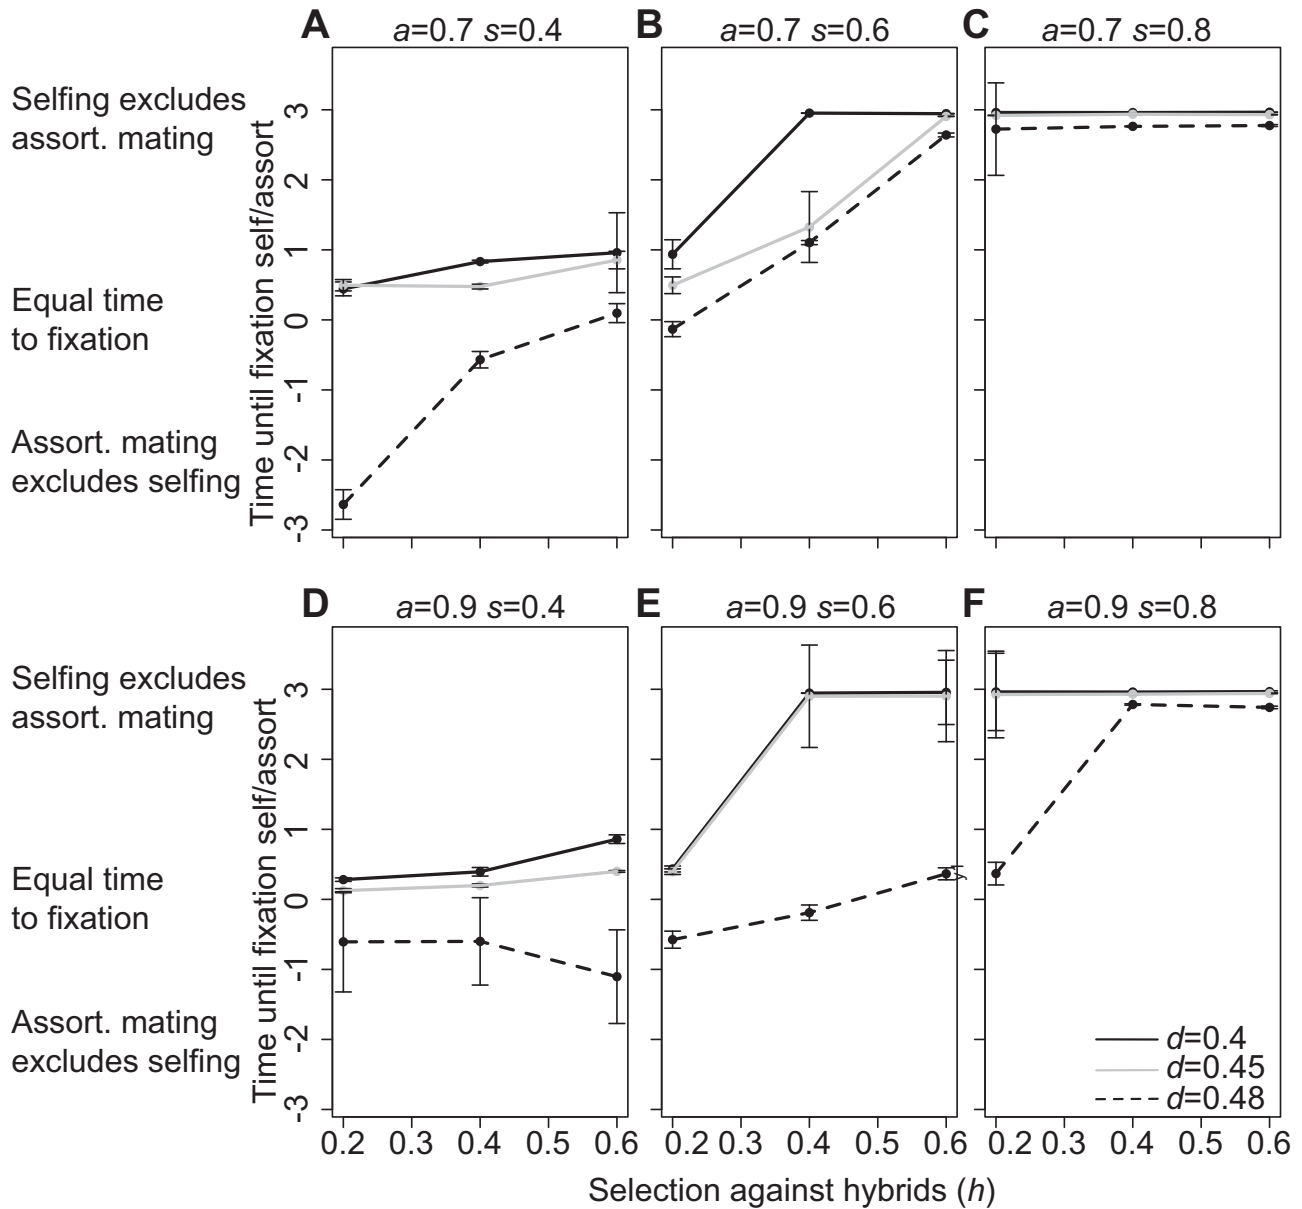 A
a=0.7 s=0.4
B
a=0.7 s=0.6
C
a=0.7 s=0.8
Selfing excludes
assort. mating
Equal time
to fixation
Assort. mating
excludes selfing
Time until fixation self/assort
3
2
1
0
-1
-2
-3
D
a=0.9 s=0.4
E
a=0.9 s=0.6
F
a=0.9 s=0.8
Selfing excludes
assort. mating
Equal time
to fixation
Assort. mating
excludes selfing
Time until fixation self/assort
3
2
1
0
-1
-2
-3
d=0.4
d=0.45
d=0.48
0.2 0.3 0.4 0.5 0.6
0.2 0.3 0.4 0.5 0.6
0.2 0.3 0.4 0.5 0.6
Selection against hybrids (h)